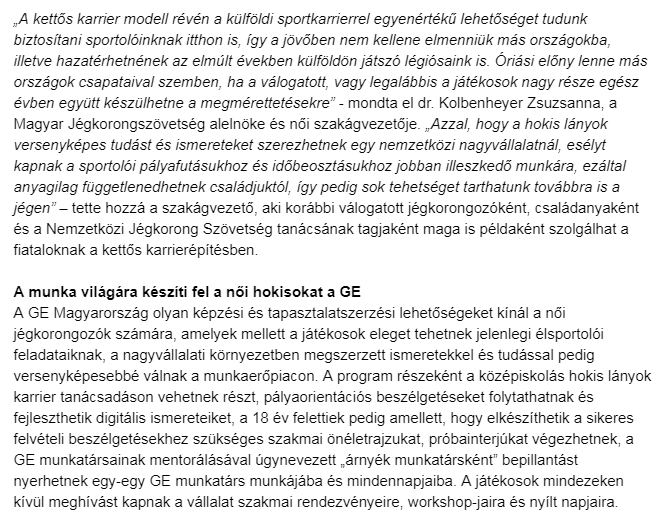 „A kettős karrier modell révén a külföldi sportkarrierrel egyenértékű lehetőséget tudunk
biztosítani sportolóinknak itthon is, így a jövőben nem kellene elmenniük más országokba,
illetve hazatérhetnének az elmúlt években külföldön játszó légiósaink is. Óriási előny lenne más
országok csapataival szemben, ha a válogatott, vagy legalábbis a játékosok nagy része egész
évben együtt készülhetne a megmérettetésekre” - mondta el dr. Kolbenheyer Zsuzsanna, a
Magyar Jégkorongszövetség alelnöke és női szakágvezetője. „Azzal, hogy a hokis lányok
versenyképes tudást és ismereteket szerezhetnek egy nemzetközi nagyvállalatnál, esélyt
kapnak a sportolói pályafutásukhoz és időbeosztásukhoz jobban illeszkedő munkára, ezáltal
anyagilag függetlenedhetnek családjuktól, így pedig sok tehetséget tarthatunk továbbra is a
jégen” – tette hozzá a szakágvezető, aki korábbi válogatott jégkorongozóként, családanyaként
és a Nemzetközi Jégkorong Szövetség tanácsának tagjaként maga is példaként szolgálhat a
fiataloknak a kettős karrierépítésben.
A munka világára készíti fel a női hokisokat a GE
A GE Magyarország olyan képzési és tapasztalatszerzési lehetőségeket kínál a női
jégkorongozók számára, amelyek mellett a játékosok eleget tehetnek jelenlegi élsportolói
feladataiknak, a nagyvállalati környezetben megszerzett ismeretekkel és tudással pedig
versenyképesebbé válnak a munkaerőpiacon. A program részeként a középiskolás hokis lányok
karrier tanácsadáson vehetnek részt, pályaorientációs beszélgetéseket folytathatnak és
fejleszthetik digitális ismereteiket, a 18 év felettiek pedig amellett, hogy elkészíthetik a sikeres
felvételi beszélgetésekhez szükséges szakmai önéletrajzukat, próbainterjúkat végezhetnek, a
GE munkatársainak mentorálásával úgynevezett „árnyék munkatársként” bepillantást
nyerhetnek egy-egy GE munkatárs munkájába és mindennapjaiba. A játékosok mindezeken
kívül meghívást kapnak a vállalat szakmai rendezvényeire, workshop-jaira és nyílt napjaira.